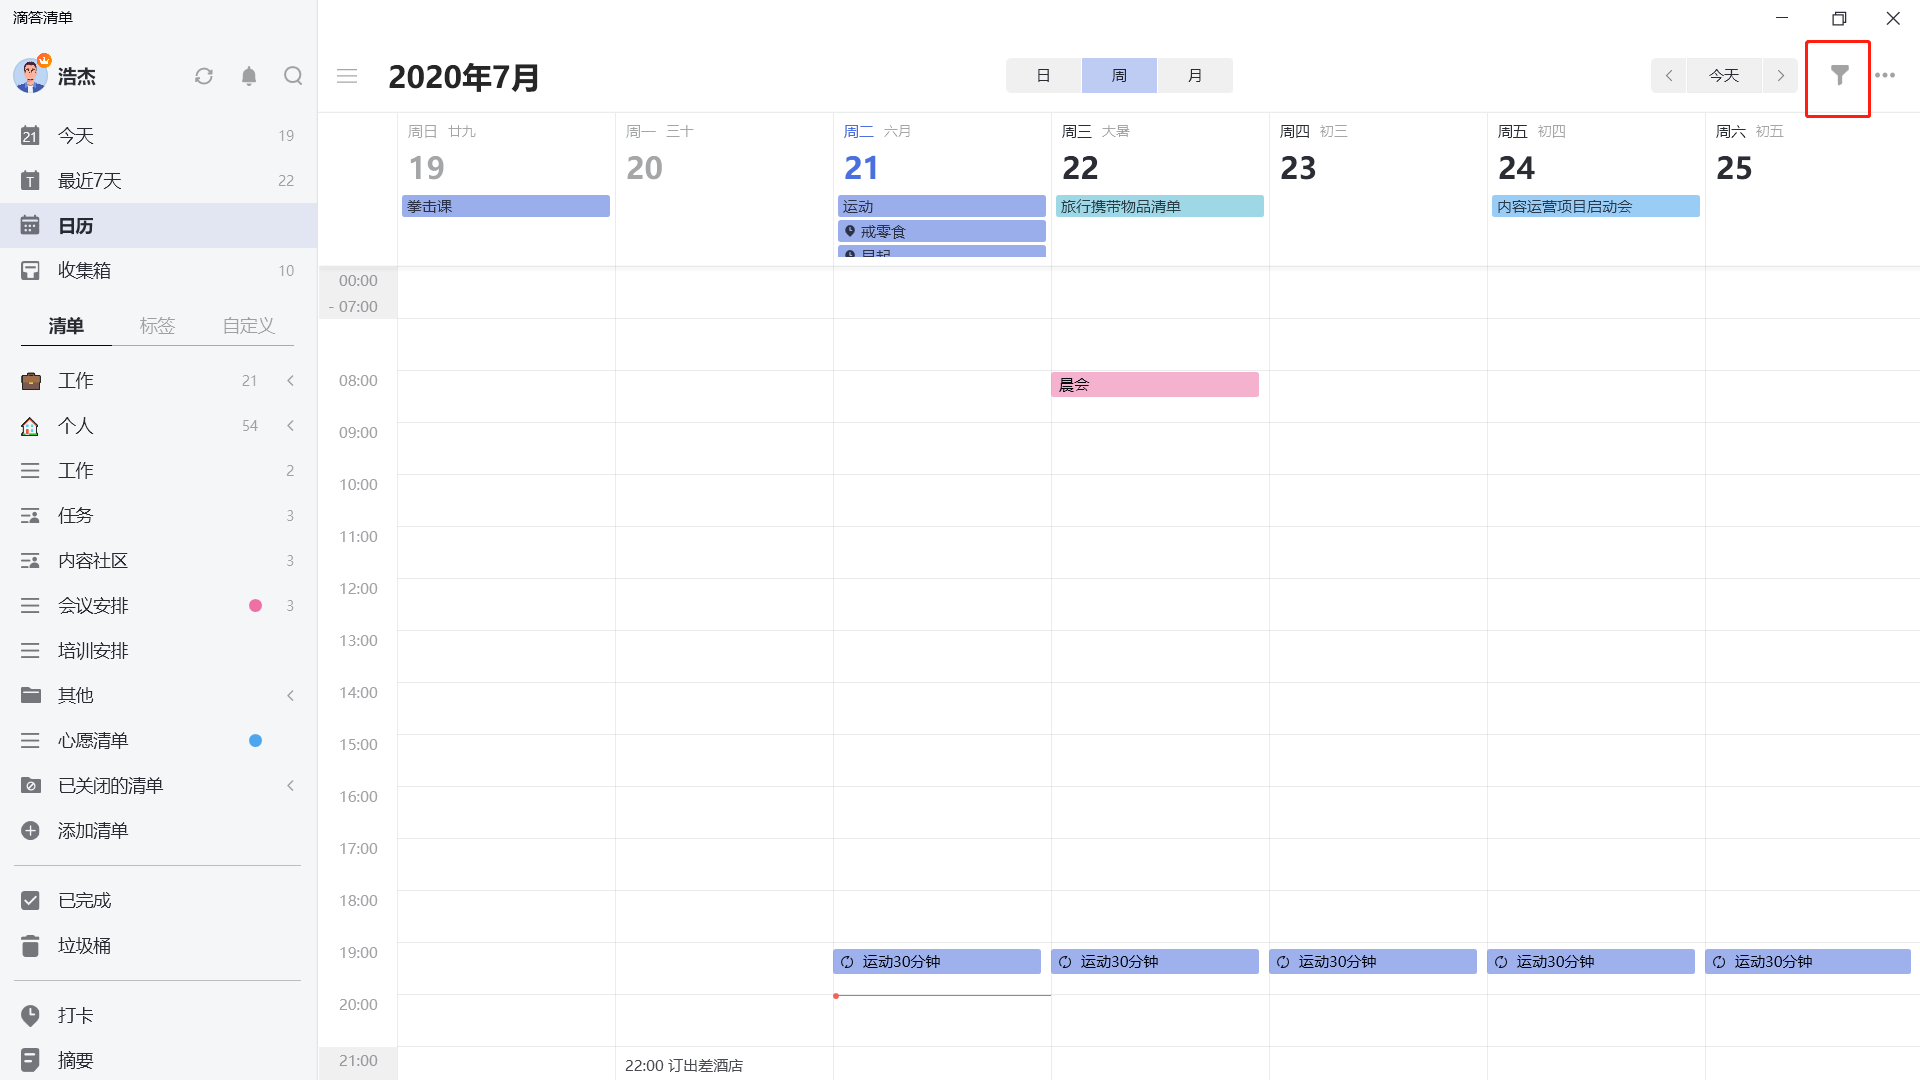 滴答清单
浩杰
今天 19
最近7天 22
日历
收集箱 10
清单 标签 自定义
工作 21
个人 54
工作 2
任务 3
内容社区 3
会议安排 3
培训安排
其他
心愿清单
已关闭的清单
添加清单
已完成
垃圾桶
打卡
摘要
2020年7月
日 周 月
今天
周日 廿九
19
周一 三十
20
周二 六月
21
周三 大暑
22
周四 初三
23
周五 初四
24
周六 初五
25
拳击课
运动
旅行携带物品清单
内容运营项目启动会
戒零食
早起
00:00
- 07:00
08:00
晨会
09:00
10:00
11:00
12:00
13:00
14:00
15:00
16:00
17:00
18:00
19:00
运动30分钟
运动30分钟
运动30分钟
运动30分钟
运动30分钟
20:00
21:00
22:00 订出差酒店